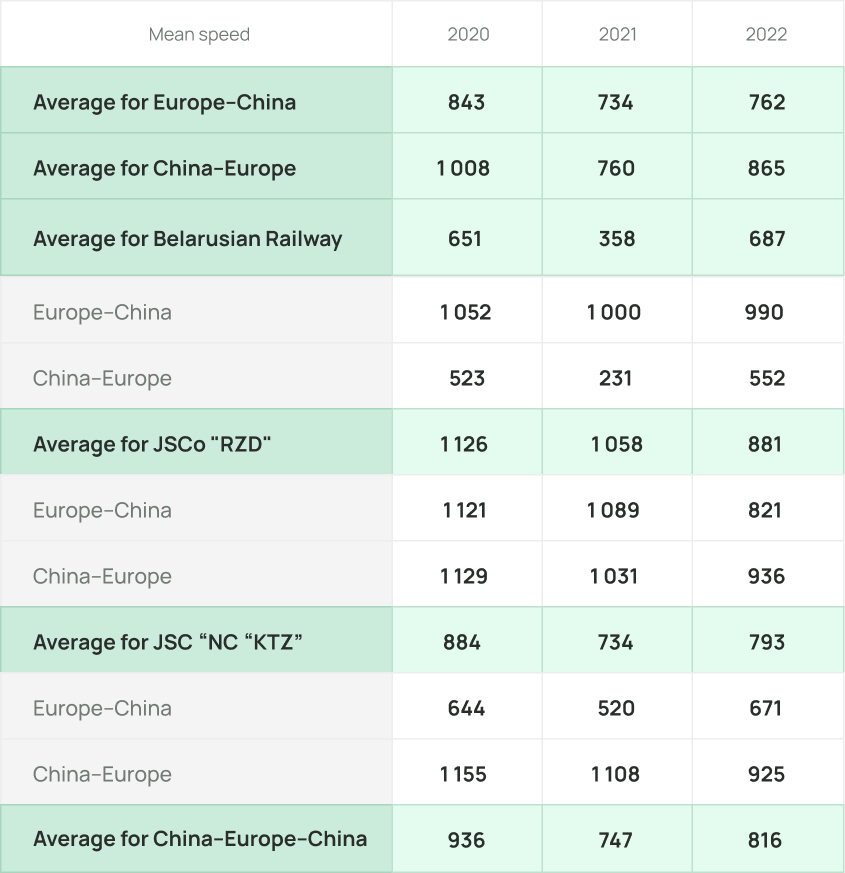 Mean speed 2020 2021 2022
Average for Europe–China 843 734 762
Average for China–Europe 1 008 760 865
Average for Belarusian Railway 651 358 687
Europe–China 1 052 1 000 990
China–Europe 523 231 552
Average for JSCo "RZD" 1 126 1 058 881
Europe–China 1 121 1 089 821
China–Europe 1 129 1 031 936
Average for JSC “NC “KTZ” 884 734 793
Europe–China 644 520 671
China–Europe 1 155 1 108 925
Average for China–Europe–China 936 747 816